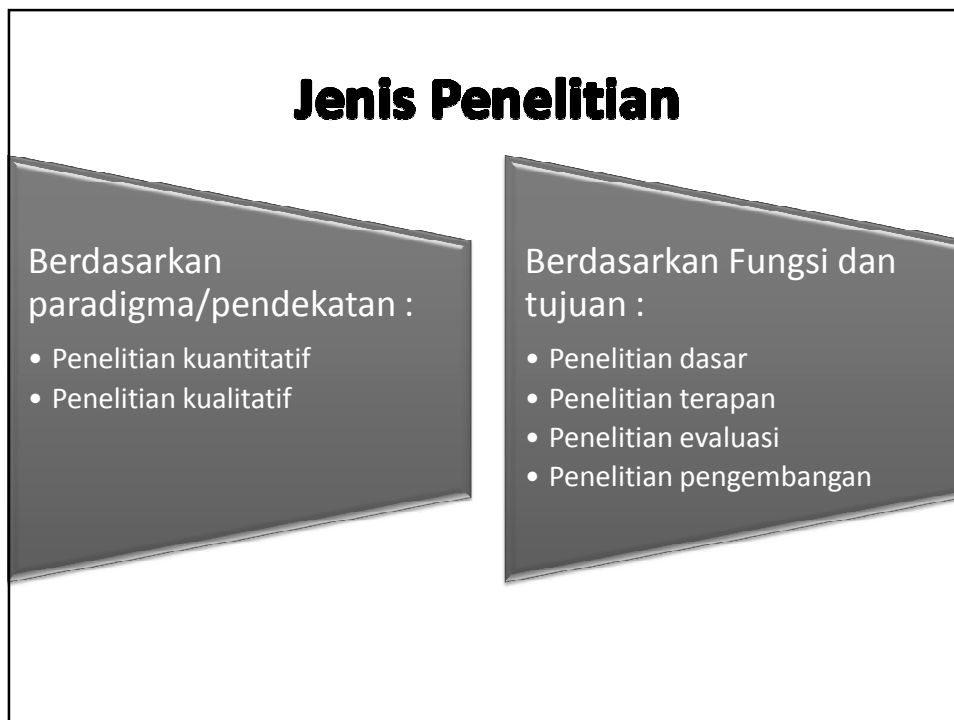 Jenis Penelitian
Berdasarkan
paradigma/pendekatan :
• Penelitian kuantitatif
• Penelitian kualitatif
Berdasarkan Fungsi dan
tujuan :
• Penelitian dasar
• Penelitian terapan
• Penelitian evaluasi
• Penelitian pengembangan